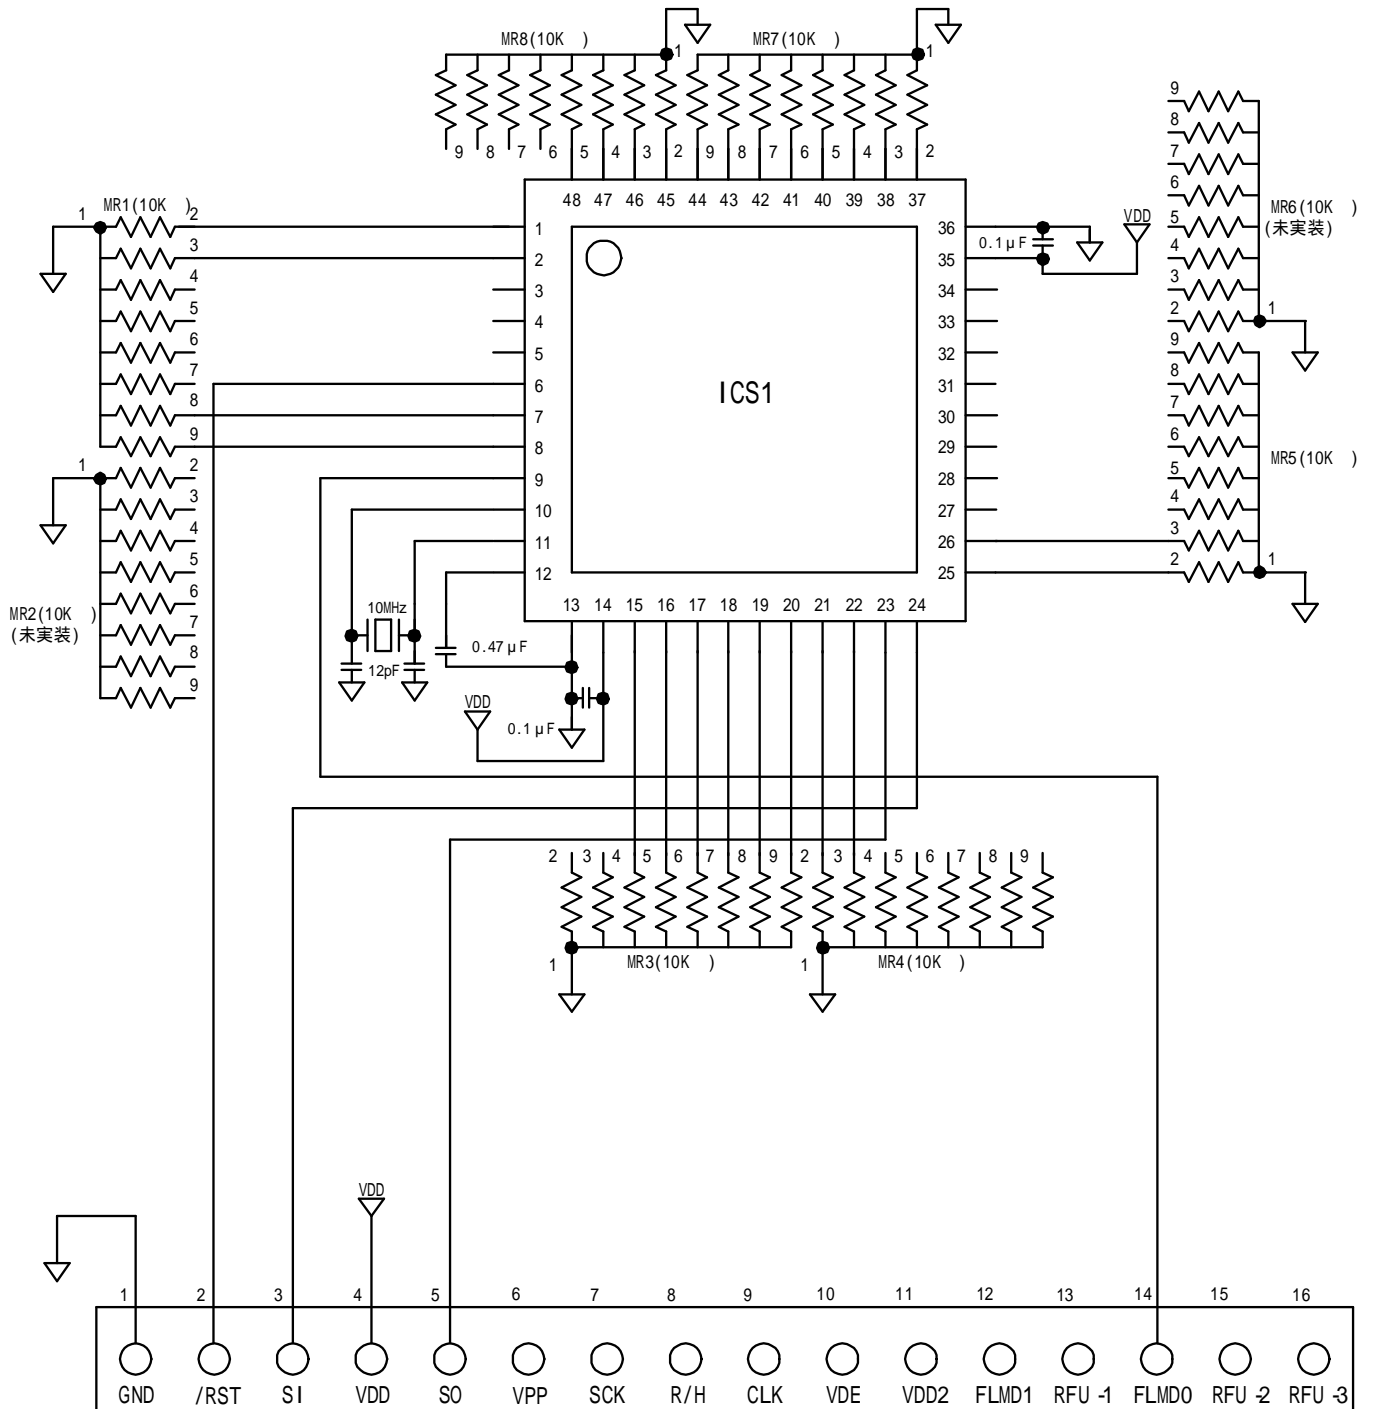 MR8(10K )
1
MR7(10K )
1
9 8 7 6 5 4 3 2 9 8 7 6 5 4 3 2
48 47 46 45 44 43 42 41 40 39 38 37
MR1(10K )
1
2
3
4
5
6
7
8
9
1
2
3
4
5
6
7
8
9
MR2(10K )
(未実装)
1
2
3
4
5
6
7
8
9
10
11
12
ICS1
36
35
34
33
32
31
30
29
28
27
26
25
0.1μF
VDD
9
8
7
6
5
4
3
2
1
MR6(10K )
(未実装)
9
8
7
6
5
4
3
2
1
MR5(10K )
13 14 15 16 17 18 19 20 21 22 23 24
10MHz
12pF
0.47μF
VDD
0.1μF
2 3 4 5 6 7 8 9 2 3 4 5 6 7 8 9
1
MR3(10K )
1
MR4(10K )
VDD
1 2 3 4 5 6 7 8 9 10 11 12 13 14 15 16
GND /RST SI VDD SO VPP SCK R/H CLK VDE VDD2 FLMD1 RFU-1 FLMD0 RFU-2 RFU-3